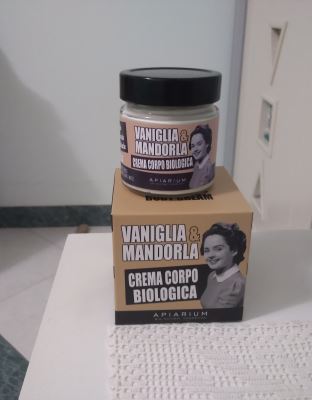 VANIGLIA &
MANDORLA
CREMA CORPO BIOLOGICA
APIARIUM
BODY CREAM
VANIGLIA &
MANDORLA
CREMA CORPO
BIOLOGICA
APIARIUM